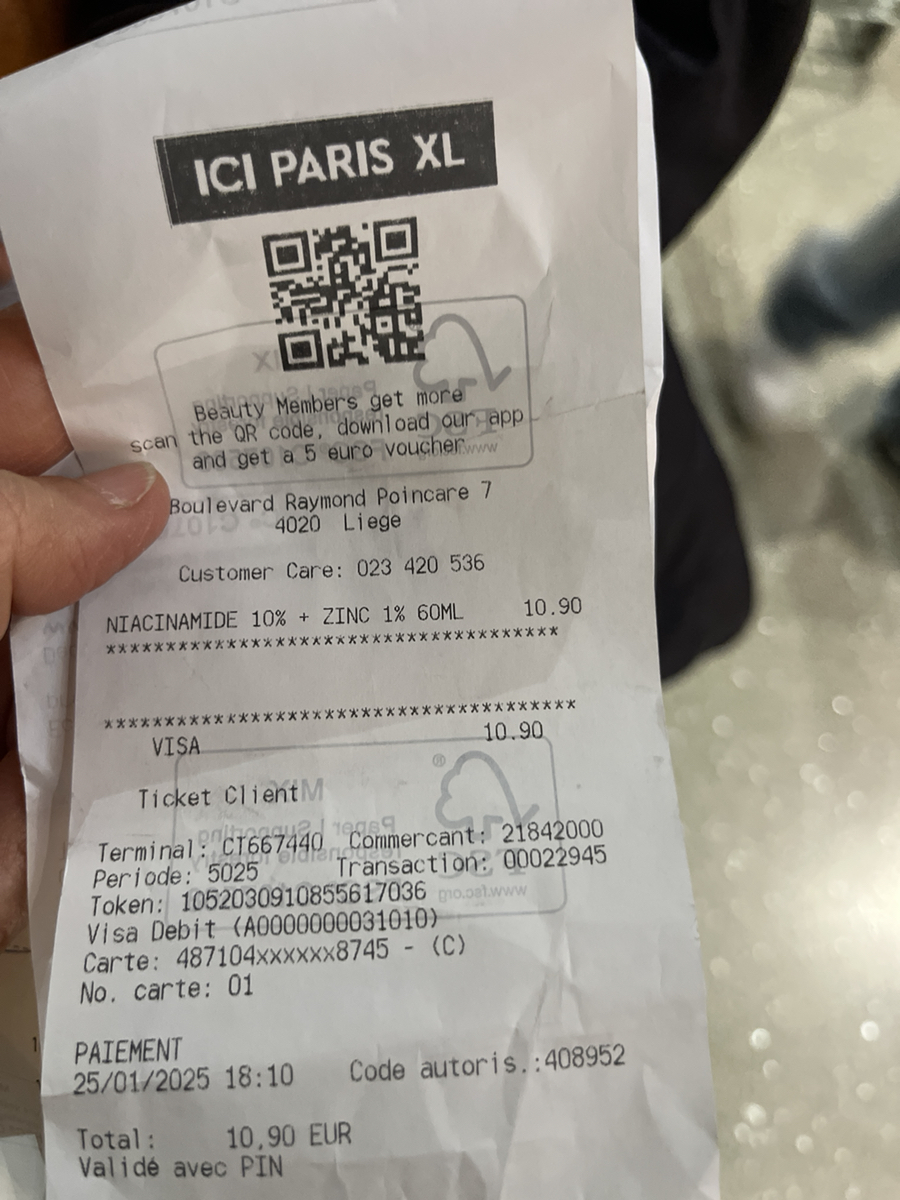 ICI PARIS XL
Beauty Members get more
scan the QR code, download our app
and get a 5 euro voucher
Boulevard Raymond Poincare 7
4020 Liege
Customer Care: 023 420 536
NIACINAMIDE 10% + ZINC 1% 60ML 10.90
**************************************
***************************************
VISA 10.90
Ticket Client
Terminal: CT667440 Commercant: 21842000
Periode: 5025 Transaction: 00022945
Token: 1052030910855617036
Visa Debit (A0000000031010)
Carte: 487104xxxxxx8745 - (C)
No. carte: 01
PAIEMENT
25/01/2025 18:10 Code autoris.:408952
Total: 10,90 EUR
Validé avec PIN